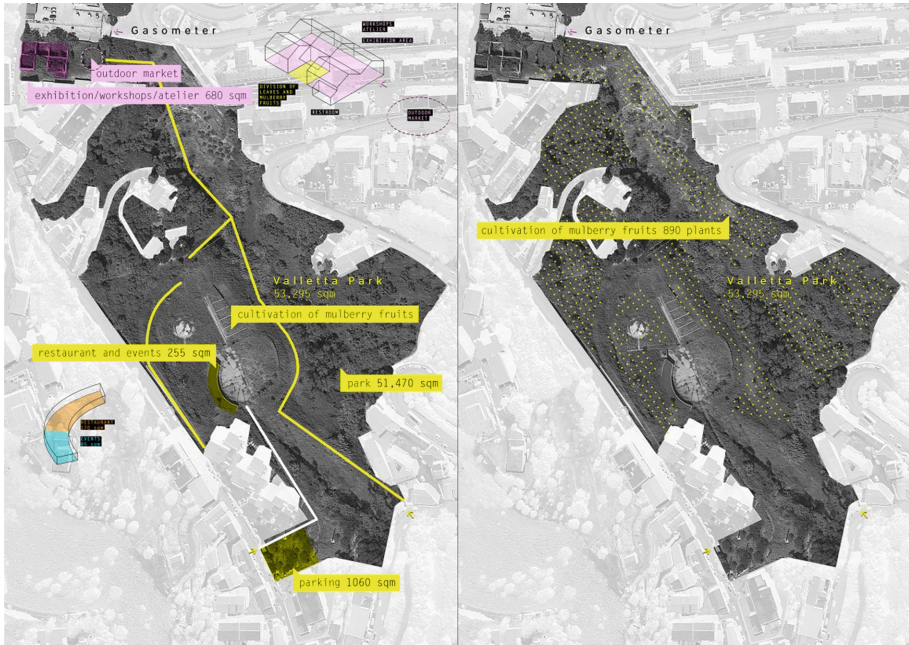 Gasometer
WORKSHOPS/
ATELIER
EXHIBITION AREA
outdoor market
exhibition/workshops/atelier 680 sqm
DIVISION OF
LEAVES AND
MULBERRY
FRUITS
RESTROOM
OUTDOOR
MARKET
Valletta Park
53,295 sqm
cultivation of mulberry fruits
restaurant and events 255 sqm
park 51,470 sqm
RESTAURANT
EVENTS
parking 1060 sqm
Gasometer
cultivation of mulberry fruits 890 plants
Valletta Park
53,295 sqm